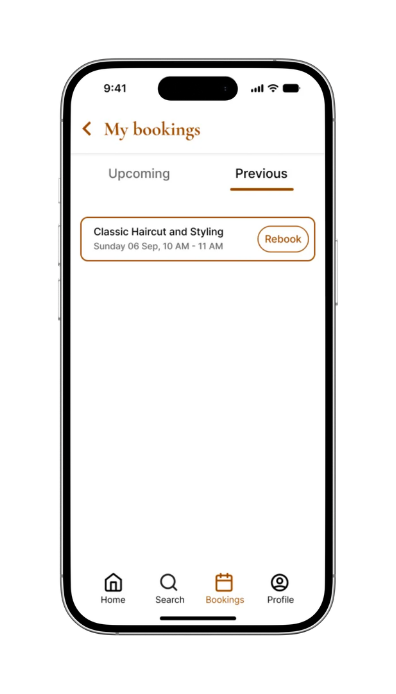 9:41
My bookings
Upcoming Previous
Classic Haircut and Styling
Sunday 06 Sep, 10 AM - 11 AM
Rebook
Home Search Bookings Profile